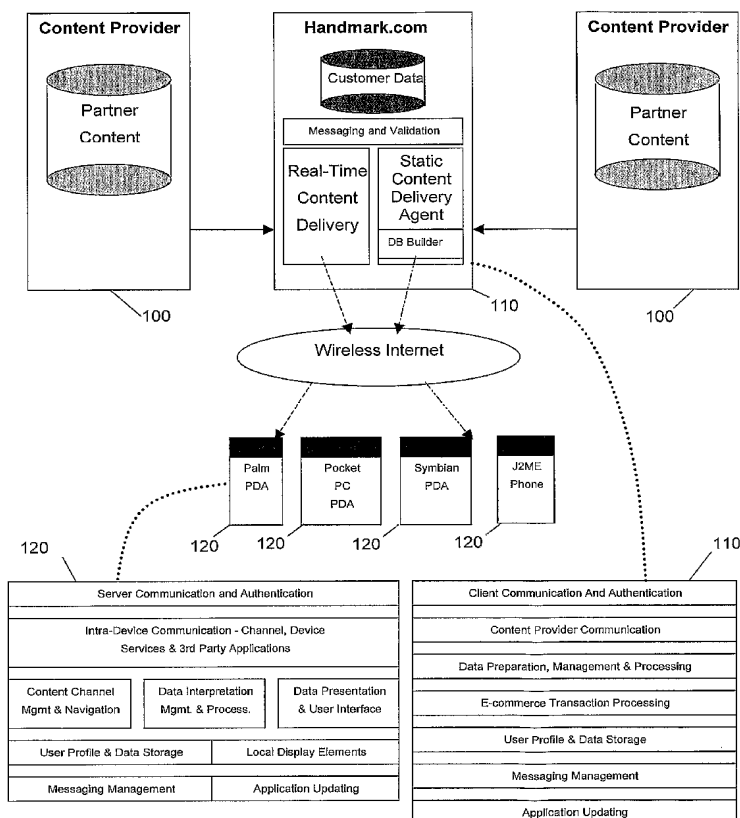 Content Provider
Partner
Content
100
Handmark.com
Customer Data
Messaging and Validation
Real-Time
Content
Delivery
Static
Content
Delivery
Agent
DB Builder
110
Content Provider
Partner
Content
100
Wireless Internet
Palm
PDA
120
Pocket
PC
PDA
120
Symbian
PDA
120
J2ME
Phone
120
120
Server Communication and Authentication
Intra-Device Communication - Channel, Device
Services & 3rd Party Applications
Content Channel
Mgmt & Navigation
Data Interpretation
Mgmt. & Process.
Data Presentation
& User Interface
User Profile & Data Storage
Local Display Elements
Messaging Management
Application Updating
110
Client Communication And Authentication
Content Provider Communication
Data Preparation, Management & Processing
E-commerce Transaction Processing
User Profile & Data Storage
Messaging Management
Application Updating